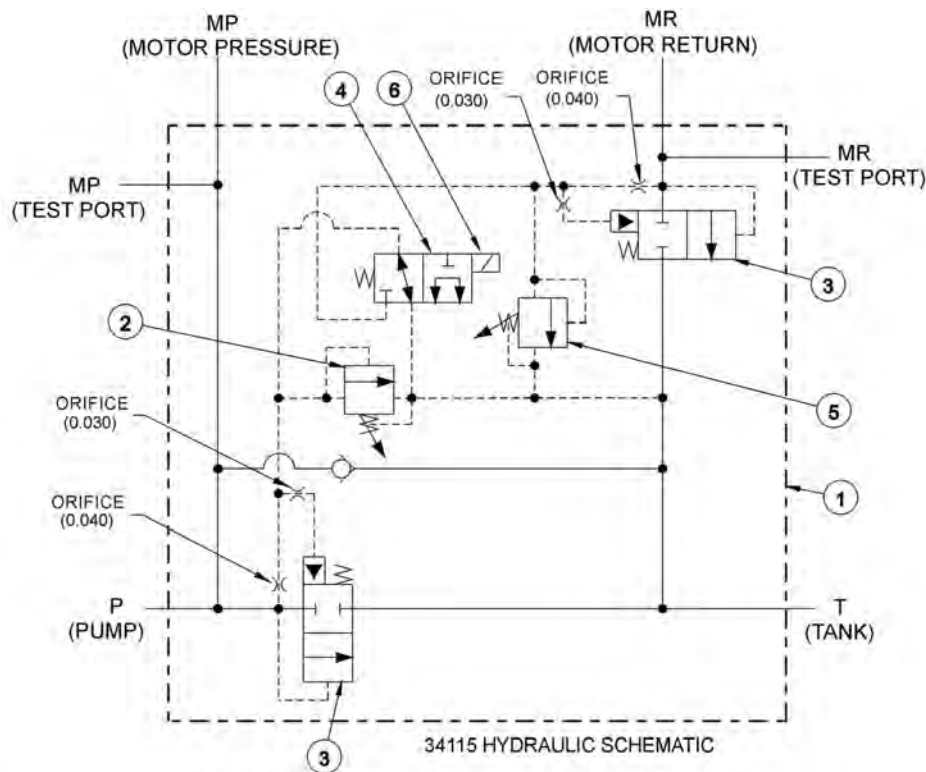 MP
(MOTOR PRESSURE)
MR
(MOTOR RETURN)
4
6
ORIFICE
(0.030)
ORIFICE
(0.040)
MP
(TEST PORT)
MR
(TEST PORT)
3
2
5
ORIFICE
(0.030)
ORIFICE
(0.040)
1
P
(PUMP)
T
(TANK)
3
34115 HYDRAULIC SCHEMATIC